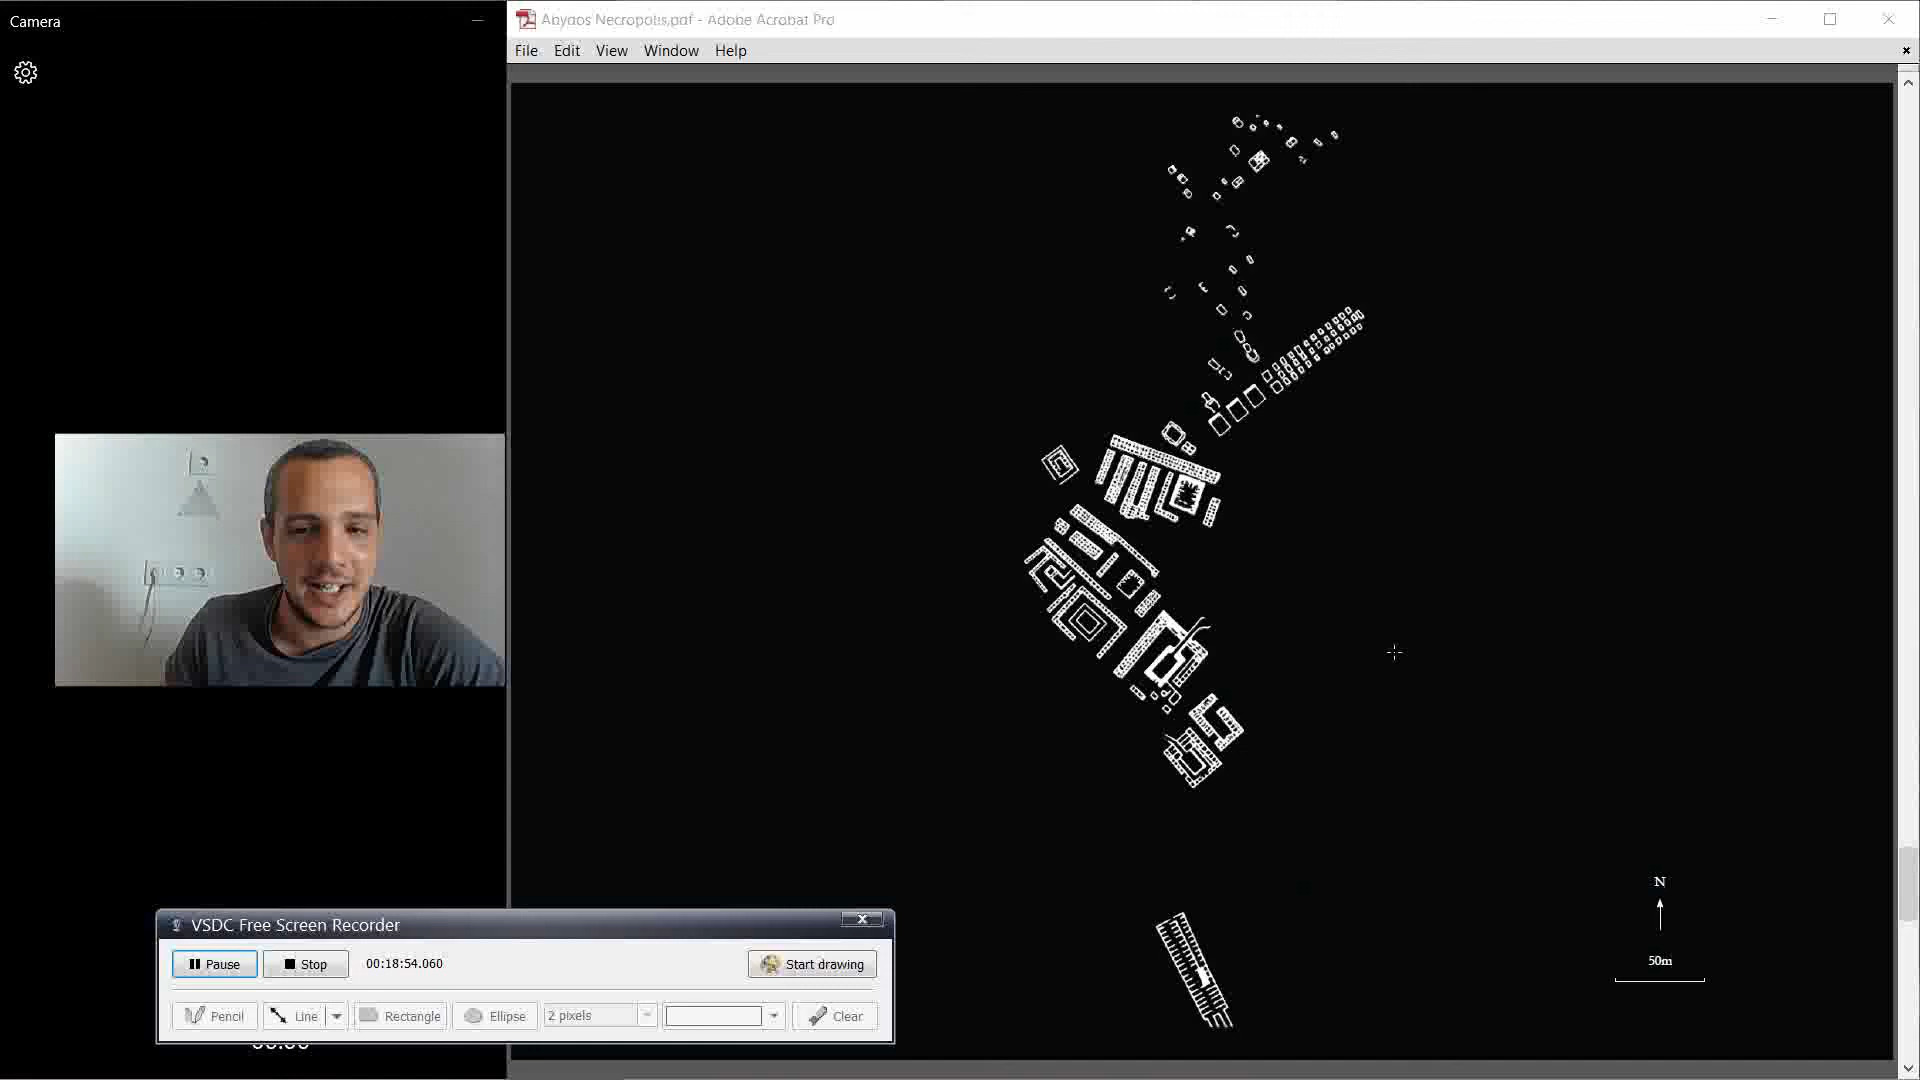 Camera
Abydos Necropolis.pdf - Adobe Acrobat Pro
File Edit View Window Help
N
50m
VSDC Free Screen Recorder
Pause Stop 00:18:54.060 Start drawing
Pencil Line Rectangle Ellipse 2 pixels Clear